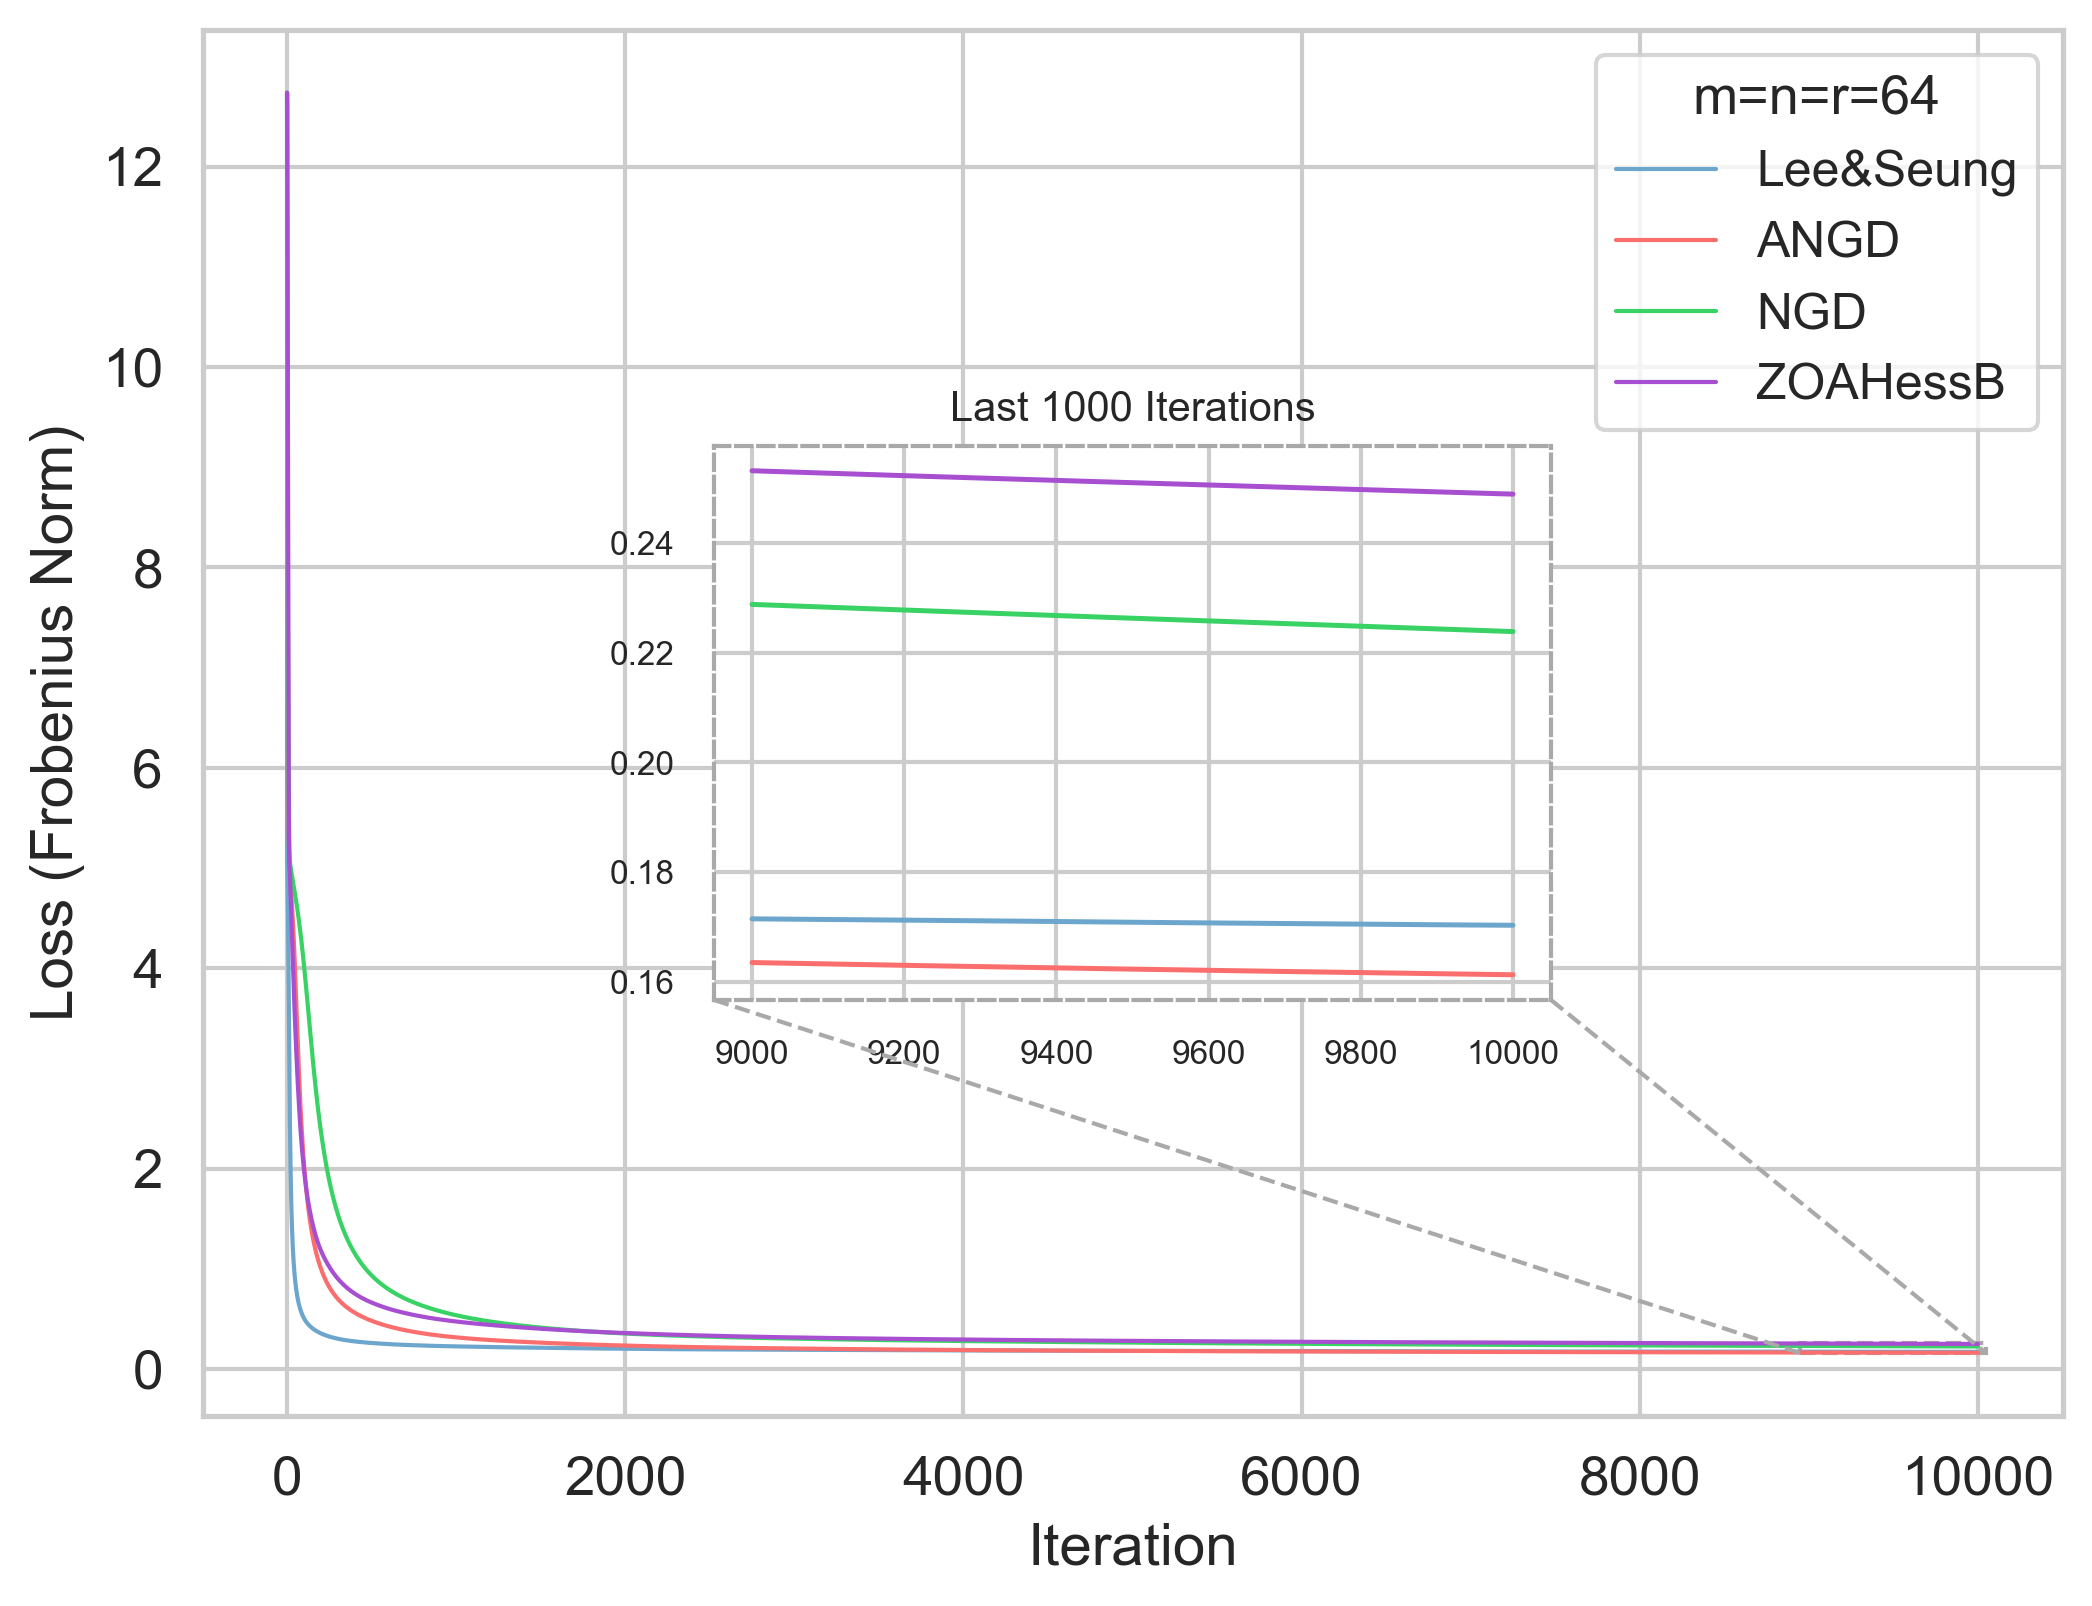 m=n=r=64
Lee&Seung
ANGD
NGD
ZOAHessB
Loss (Frobenius Norm)
12
10
8
6
4
2
0
Last 1000 Iterations
0.24
0.22
0.20
0.18
0.16
9000 9200 9400 9600 9800 10000
0 2000 4000 6000 8000 10000
Iteration